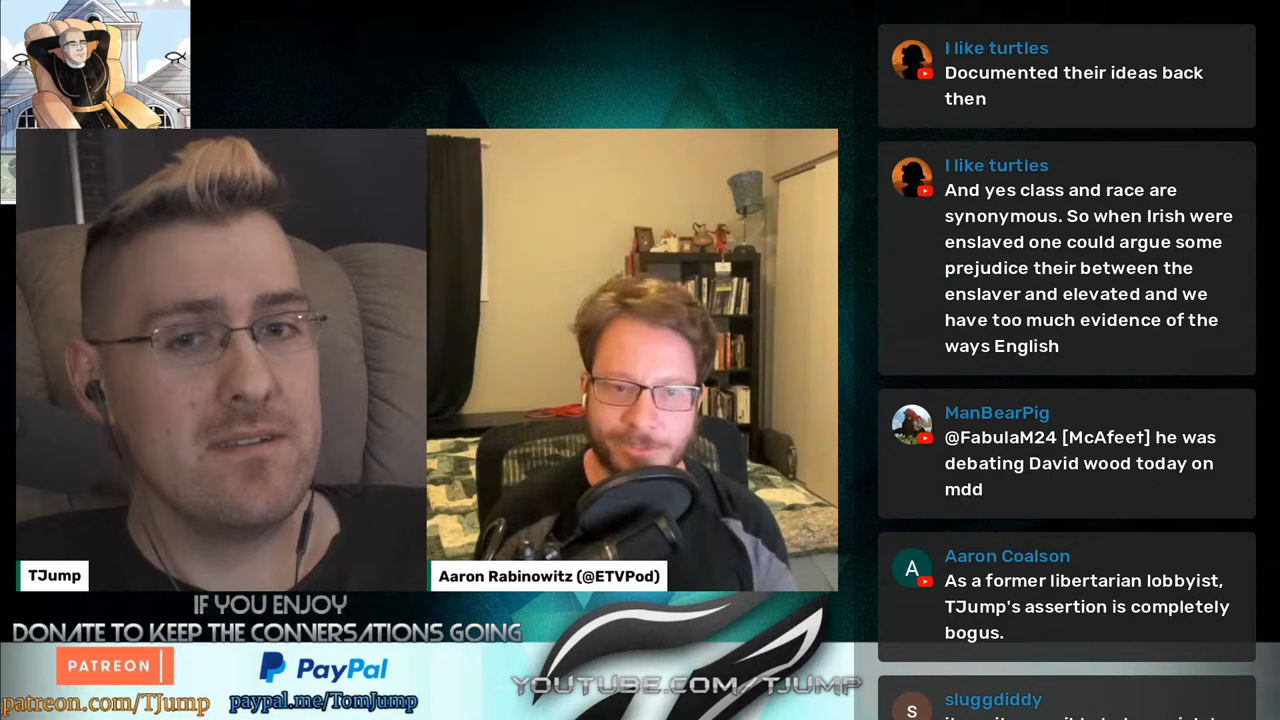 I like turtles
Documented their ideas back
then
I like turtles
And yes class and race are
synonymous. So when Irish were
enslaved one could argue some
prejudice their between the
enslaver and elevated and we
have too much evidence of the
ways English
ManBearPig
@FabulaM24 [McAfee†] he was
debating David wood today on
mdd
A
Aaron Coalson
As a former libertarian lobbyist,
TJump's assertion is completely
bogus.
S
sluggdiddy
TJump
Aaron Rabinowitz (@ETVPod)
IF YOU ENJOY
DONATE TO KEEP THE CONVERSATIONS GOING
PATREON
PayPal
patreon.com/TJump
paypal.me/TomJump
YOUTUBE.COM/TJUMP